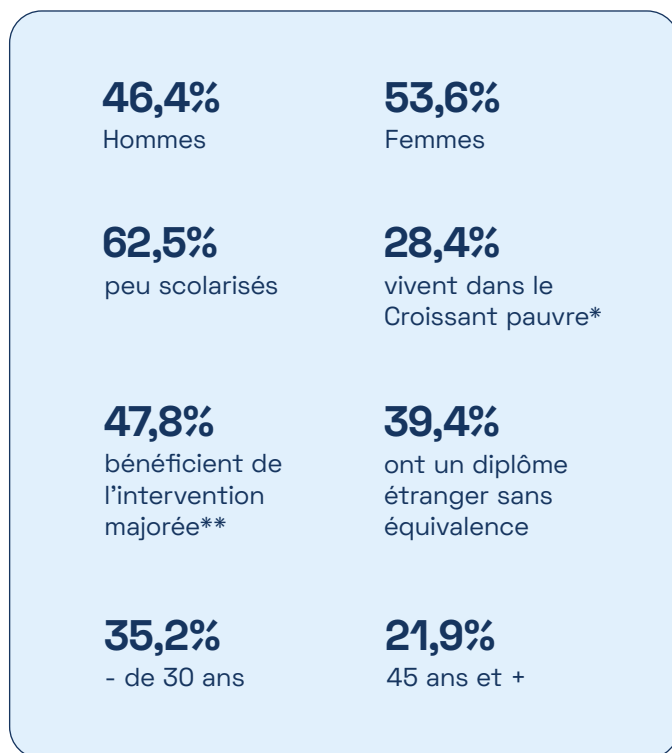 46,4%
Hommes
53,6%
Femmes
62,5%
peu scolarisés
28,4%
vivent dans le
Croissant pauvre*
47,8%
bénéficient de
l'intervention
majorée**
39,4%
ont un diplôme
étranger sans
équivalence
35,2%
- de 30 ans
21,9%
45 ans et +